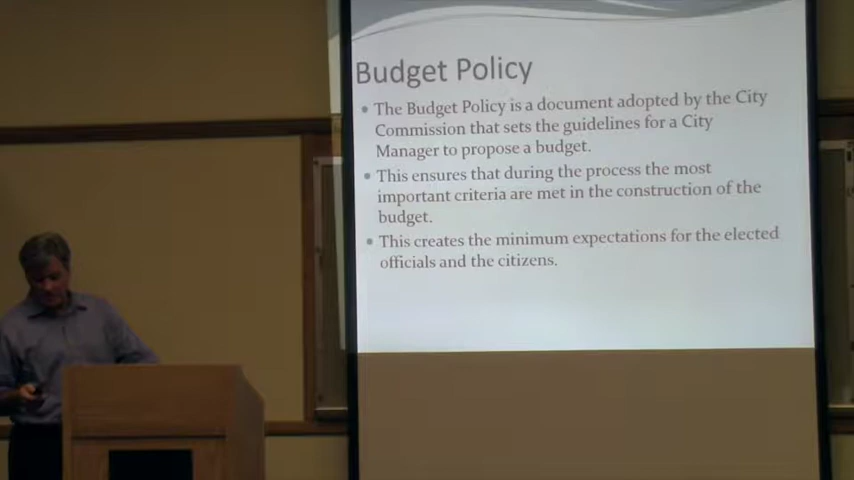 Budget Policy
• The Budget Policy is a document adopted by the City
Commission that sets the guidelines for a City
Manager to propose a budget.
• This ensures that during the process the most
important criteria are met in the construction of the
budget.
• This creates the minimum expectations for the elected
officials and the citizens.